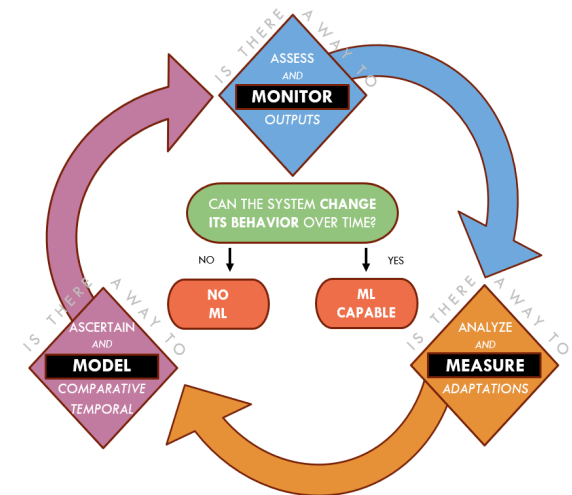 IS THERE A WAY TO
ASSESS
AND
MONITOR
OUTPUTS
CAN THE SYSTEM CHANGE
ITS BEHAVIOR OVER TIME?
NO
YES
NO
ML
ML
CAPABLE
IS THERE A WAY TO
ASCERTAIN
AND
MODEL
COMPARATIVE
TEMPORAL
IS THERE A WAY TO
ANALYZE
AND
MEASURE
ADAPTATIONS